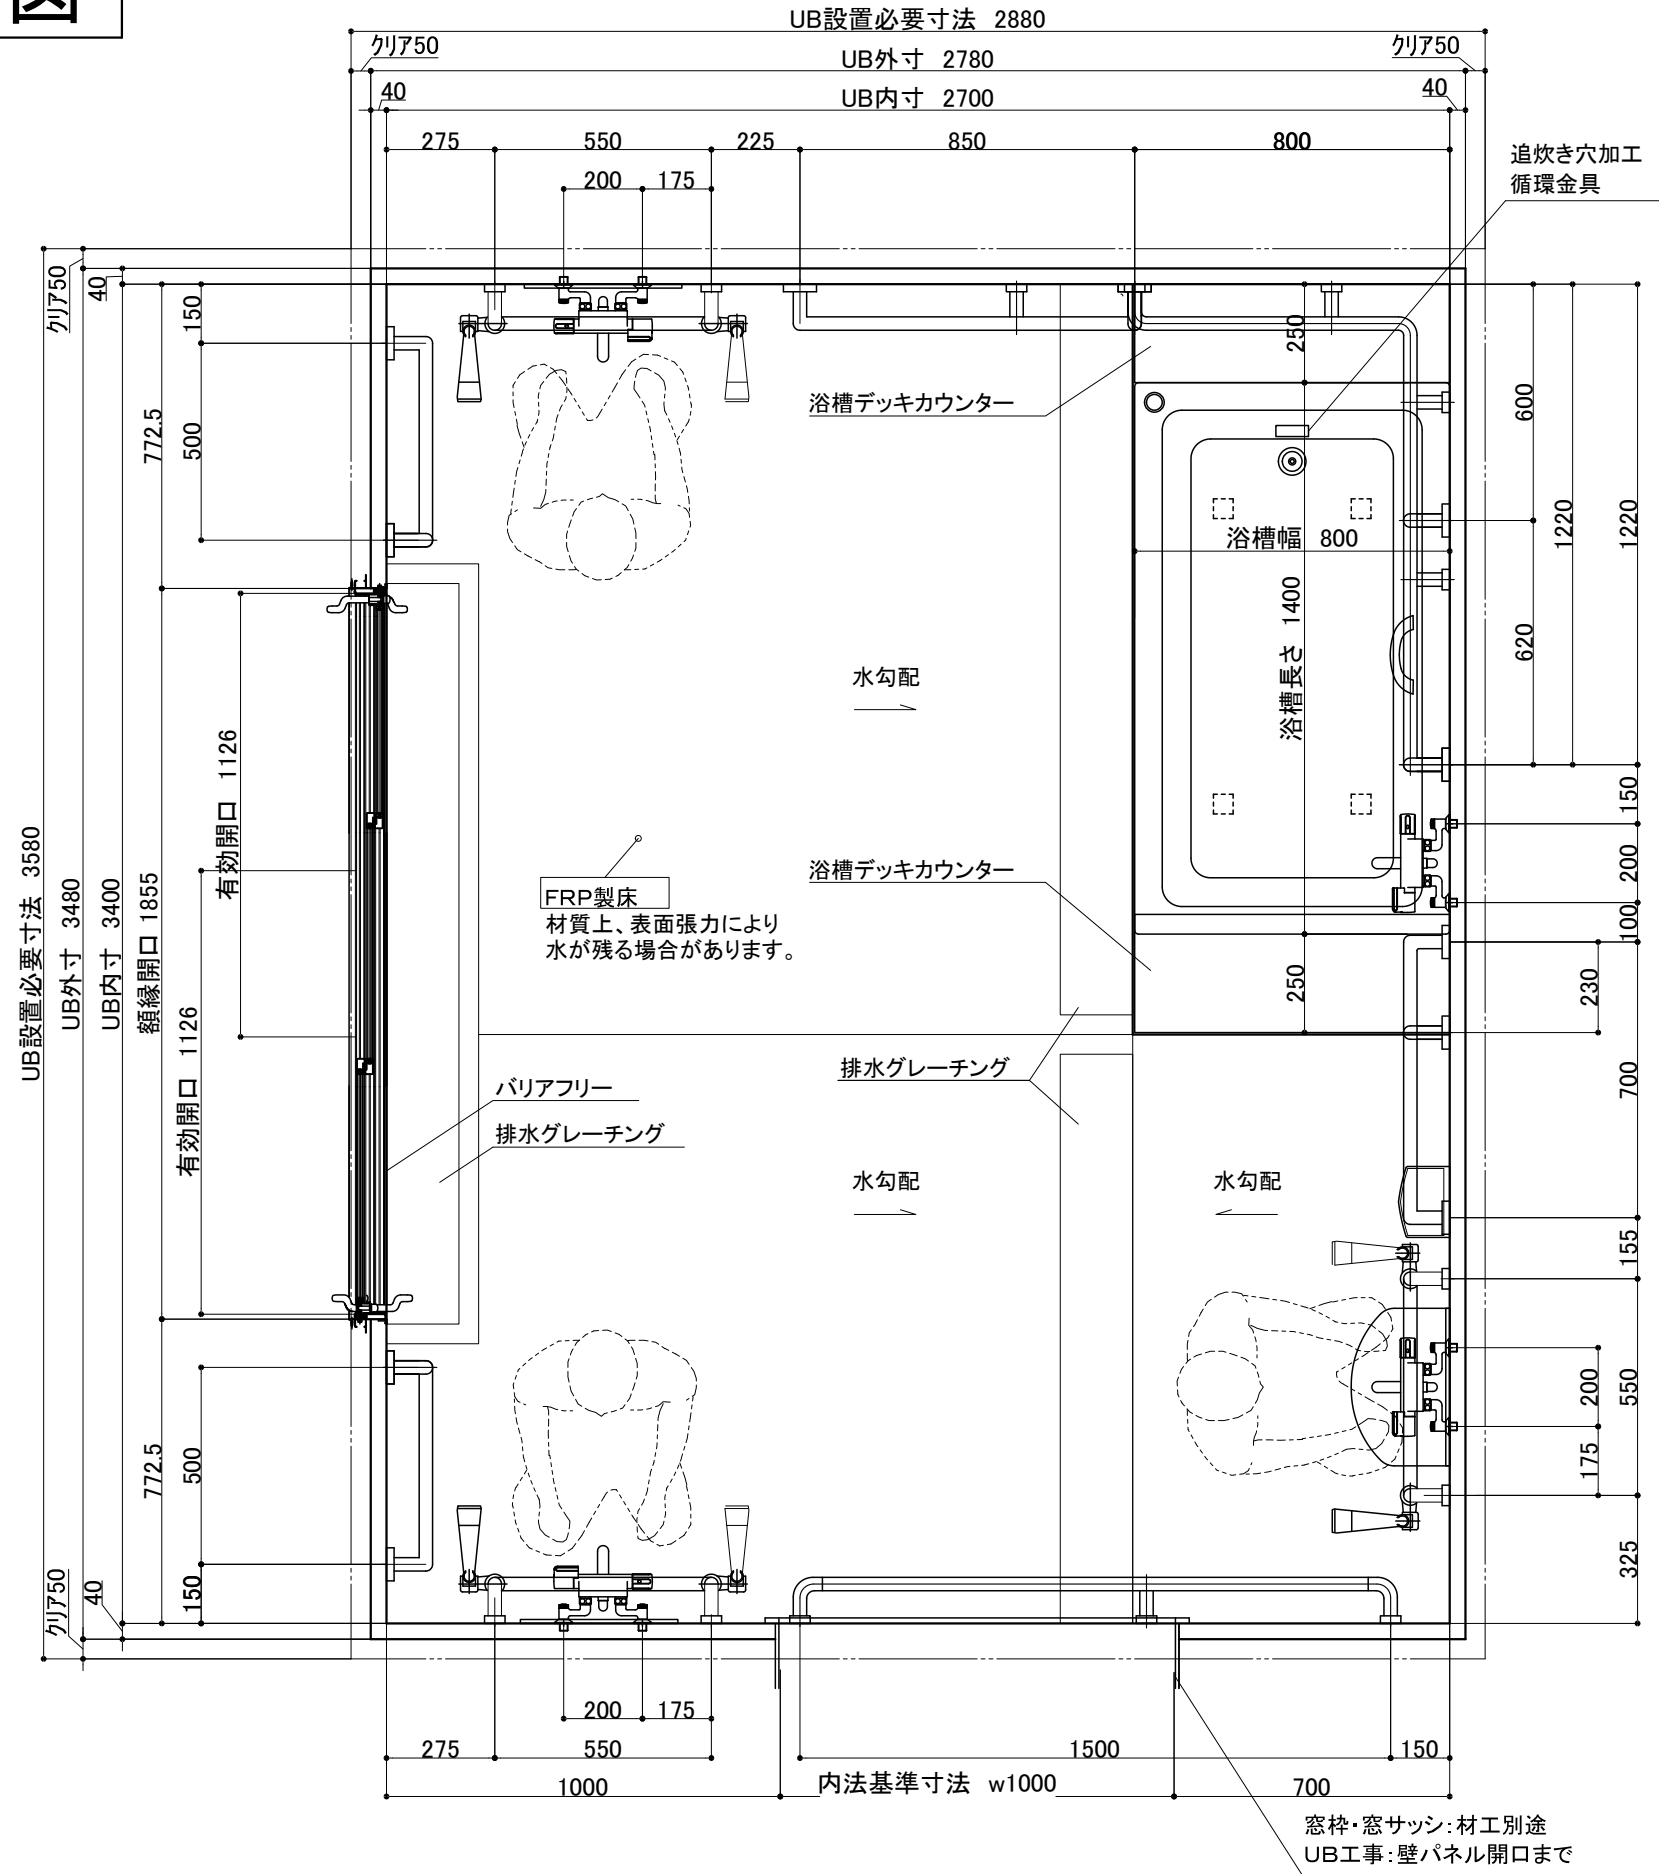 図
UB設置必要寸法 2880
クリア50
UB外寸 2780
クリア50
40
UB内寸 2700
40
275
550
225
850
800
200
175
追炊き穴加工
循環金具
クリア50
40
150
772.5
500
250
600
1220
1220
浴槽デッキカウンター
浴槽幅 800
浴槽長さ 1400
620
水勾配
有効開口 1126
150
200
100
浴槽デッキカウンター
FRP製床
材質上、表面張力により
水が残る場合があります。
UB設置必要寸法 3580
UB外寸 3480
UB内寸 3400
額縁開口 1855
有効開口 1126
250
230
700
排水グレーチング
バリアフリー
排水グレーチング
水勾配
水勾配
155
200
550
175
325
772.5
500
150
クリア50
40
200
175
275
550
1500
150
1000
内法基準寸法 w1000
700
窓枠・窓サッシ:材工別途
UB工事:壁パネル開口まで